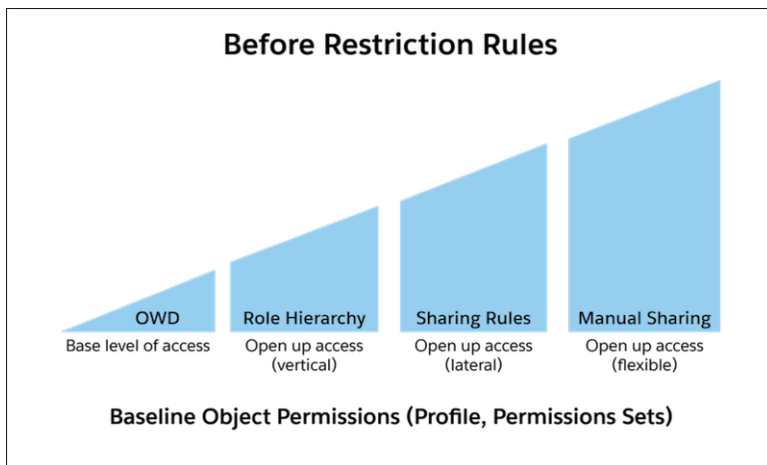 Before Restriction Rules
OWD
Role Hierarchy
Sharing Rules
Manual Sharing
Base level of access
Open up access
(vertical)
Open up access
(lateral)
Open up access
(flexible)
Baseline Object Permissions (Profile, Permissions Sets)